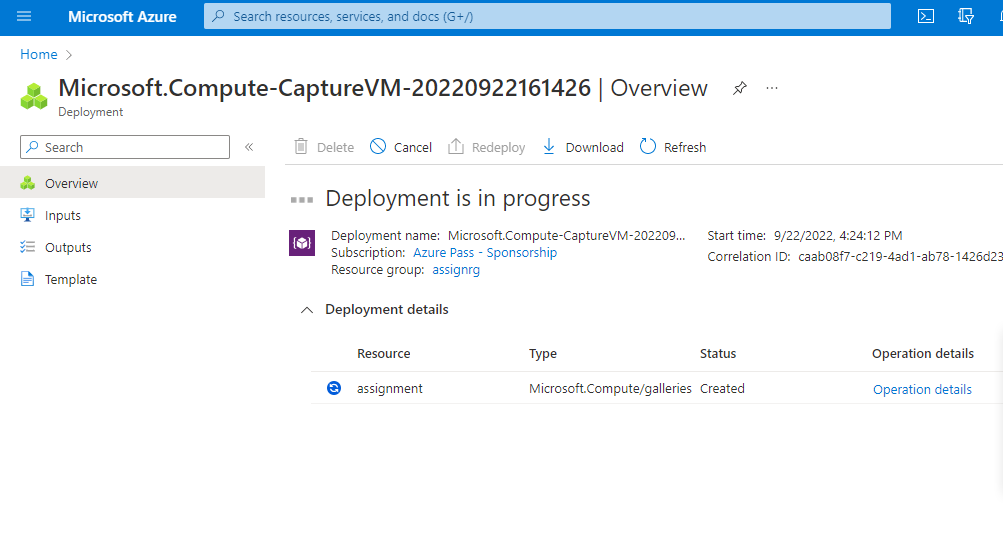 Microsoft Azure
Search resources, services, and docs (G+/)
Home
Microsoft.Compute-CaptureVM-20220922161426 | Overview
Deployment
Search
Delete
Cancel
Redeploy
Download
Refresh
Overview
Inputs
Outputs
Template
Deployment is in progress
Deployment name: Microsoft.Compute-CaptureVM-202209...
Subscription: Azure Pass - Sponsorship
Resource group: assignrg
Start time: 9/22/2022, 4:24:12 PM
Correlation ID: caab08f7-c219-4ad1-ab78-1426d23
Deployment details
Resource Type Status Operation details
assignment Microsoft.Compute/galleries Created Operation details